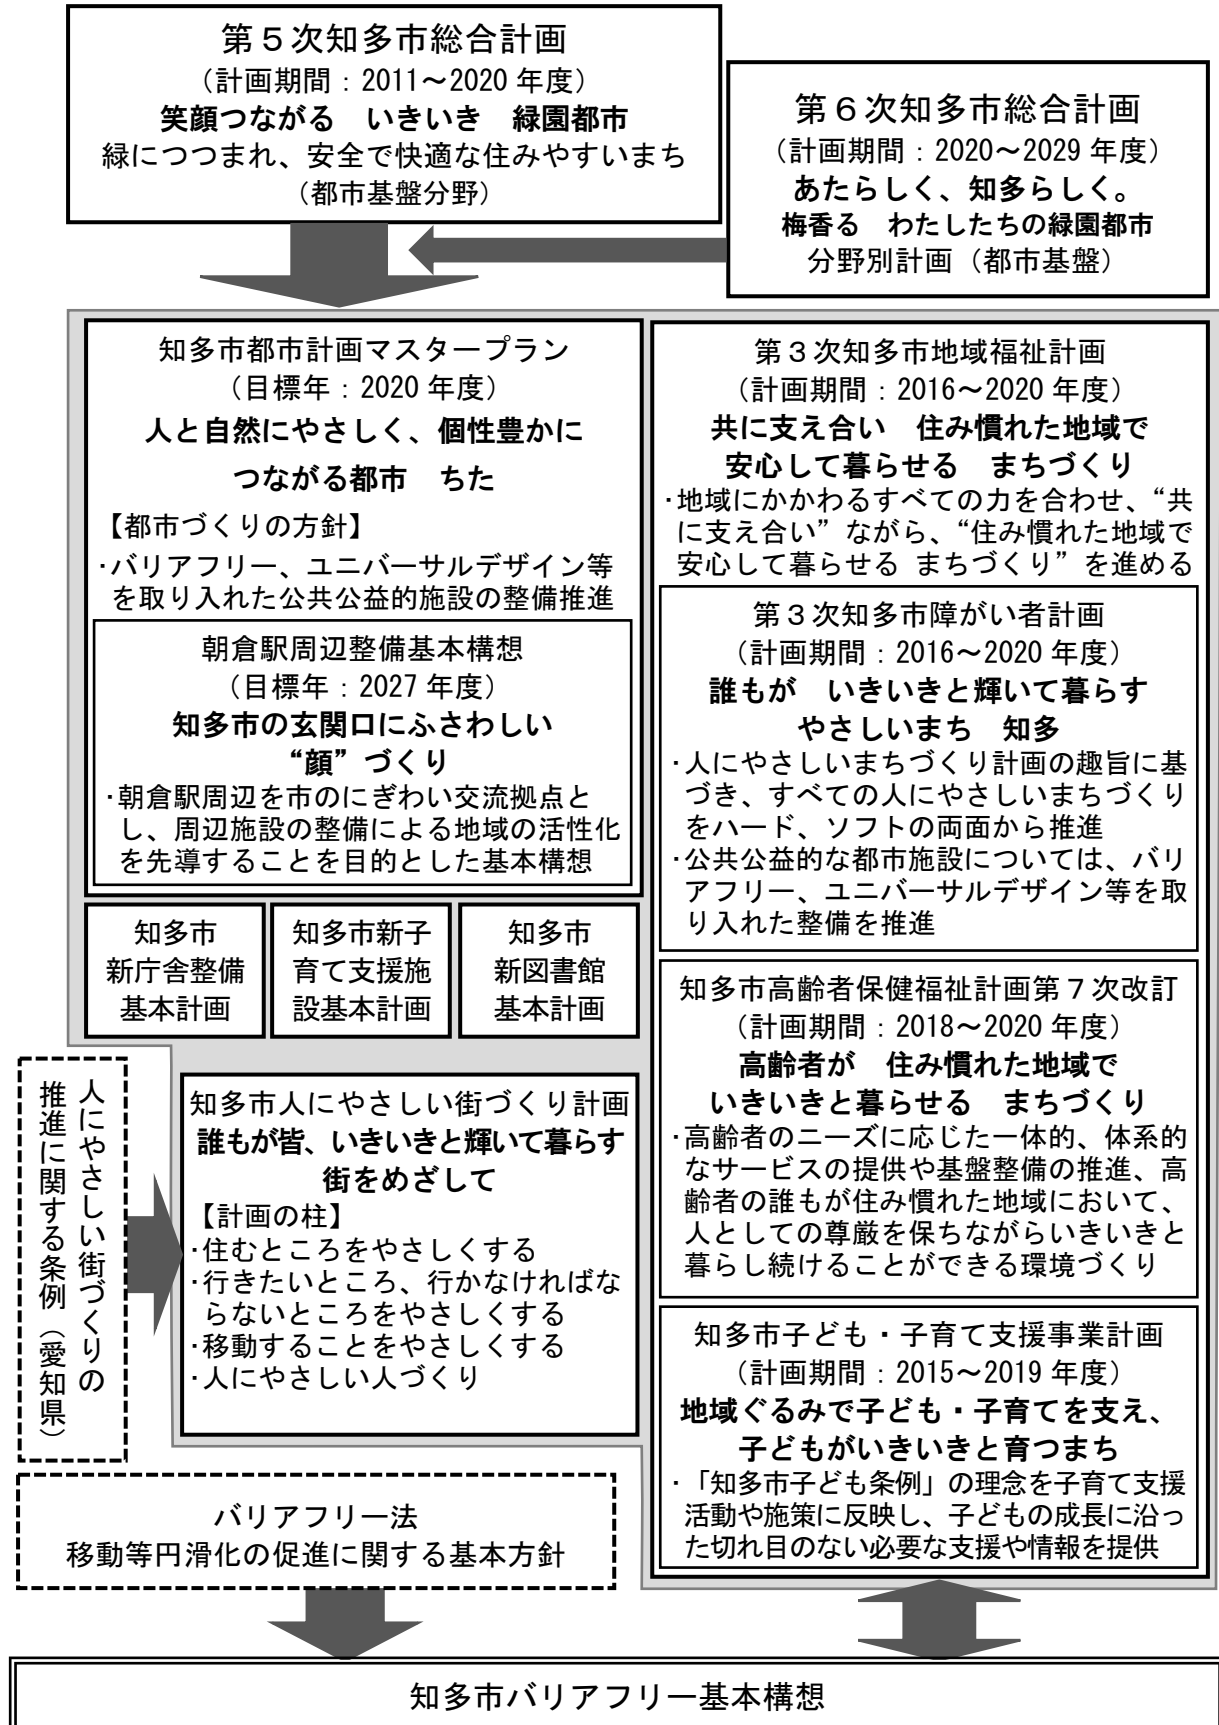 第５次知多市総合計画
（計画期間：2011～2020 年度）
笑顔つながる　いきいき　緑園都市
緑につつまれ、安全で快適な住みやすいまち
（都市基盤分野）
第６次知多市総合計画
（計画期間：2020～2029 年度）
あたらしく、知多らしく。
梅香る　わたしたちの緑園都市
分野別計画（都市基盤）
知多市都市計画マスタープラン
（目標年：2020 年度）
人と自然にやさしく、個性豊かに
つながる都市　ちた
【都市づくりの方針】
・バリアフリー、ユニバーサルデザイン等
を取り入れた公共公益的施設の整備推進
朝倉駅周辺整備基本構想
（目標年：2027 年度）
知多市の玄関口にふさわしい
“顔”づくり
・朝倉駅周辺を市のにぎわい交流拠点と
し、周辺施設の整備による地域の活性化
を先導することを目的とした基本構想
知多市
新庁舎整備
基本計画
知多市新子
育て支援施
設基本計画
知多市
新図書館
基本計画
人にやさしい街づくりの
推進に関する条例（愛知県）
知多市人にやさしい街づくり計画
誰もが皆、いきいきと輝いて暮らす
街をめざして
【計画の柱】
・住むところをやさしくする
・行きたいところ、行かなければな
らないところをやさしくする
・移動することをやさしくする
・人にやさしい人づくり
第３次知多市地域福祉計画
（計画期間：2016～2020 年度）
共に支え合い　住み慣れた地域で
安心して暮らせる　まちづくり
・地域にかかわるすべての力を合わせ、“共
に支え合い”ながら、“住み慣れた地域で
安心して暮らせる まちづくり”を進める
第３次知多市障がい者計画
（計画期間：2016～2020 年度）
誰もが　いきいきと輝いて暮らす
やさしいまち　知多
・人にやさしいまちづくり計画の趣旨に基
づき、すべての人にやさしいまちづくり
をハード、ソフトの両面から推進
・公共公益的な都市施設については、バリ
アフリー、ユニバーサルデザイン等を取
り入れた整備を推進
知多市高齢者保健福祉計画第７次改訂
（計画期間：2018～2020 年度）
高齢者が　住み慣れた地域で
いきいきと暮らせる　まちづくり
・高齢者のニーズに応じた一体的、体系的
なサービスの提供や基盤整備の推進、高
齢者の誰もが住み慣れた地域において、
人としての尊厳を保ちながらいきいきと
暮らし続けることができる環境づくり
知多市子ども・子育て支援事業計画
（計画期間：2015～2019 年度）
地域ぐるみで子ども・子育てを支え、
子どもがいきいきと育つまち
・「知多市子ども条例」の理念を子育て支援
活動や施策に反映し、子どもの成長に沿っ
た切れ目のない必要な支援や情報を提供
バリアフリー法
移動等円滑化の促進に関する基本方針
知多市バリアフリー基本構想